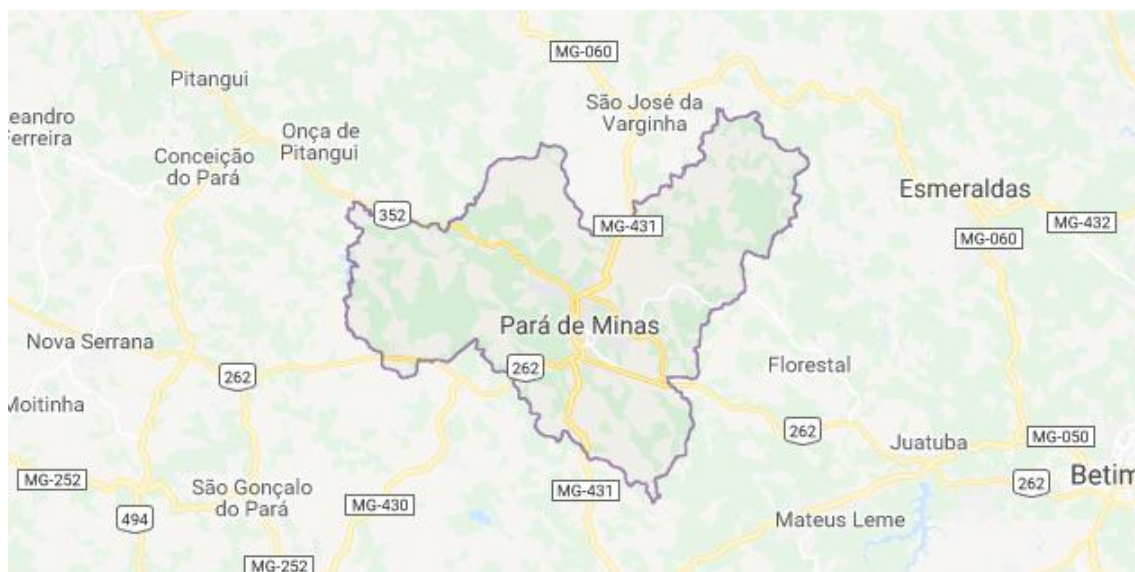 MG-060
Pitangui
São José da
Varginha
eandro
Ferreira
Onça de
Pitangui
Conceição
do Pará
Esmeraldas
352
MG-431
MG-432
MG-060
Pará de Minas
Nova Serrana
262
262
Florestal
Moitinha
262
Juatuba
MG-050
MG-252
São Gonçalo
do Pará
MG-430
MG-431
262
Betim
494
Mateus Leme
MG-252